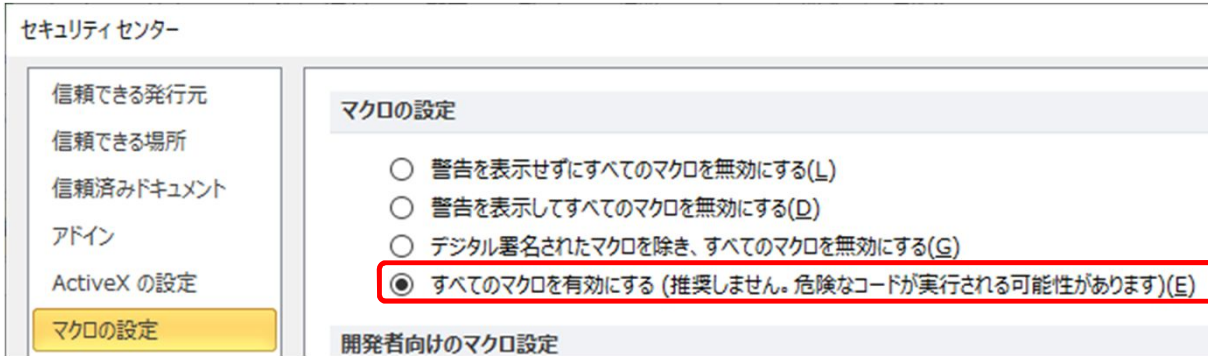 セキュリティ センター
信頼できる発行元
信頼できる場所
信頼済みドキュメント
アドイン
ActiveX の設定
マクロの設定
マクロの設定
警告を表示せずにすべてのマクロを無効にする(L)
警告を表示してすべてのマクロを無効にする(D)
デジタル署名されたマクロを除き、すべてのマクロを無効にする(G)
すべてのマクロを有効にする (推奨しません。危険なコードが実行される可能性があります)(E)
開発者向けのマクロ設定